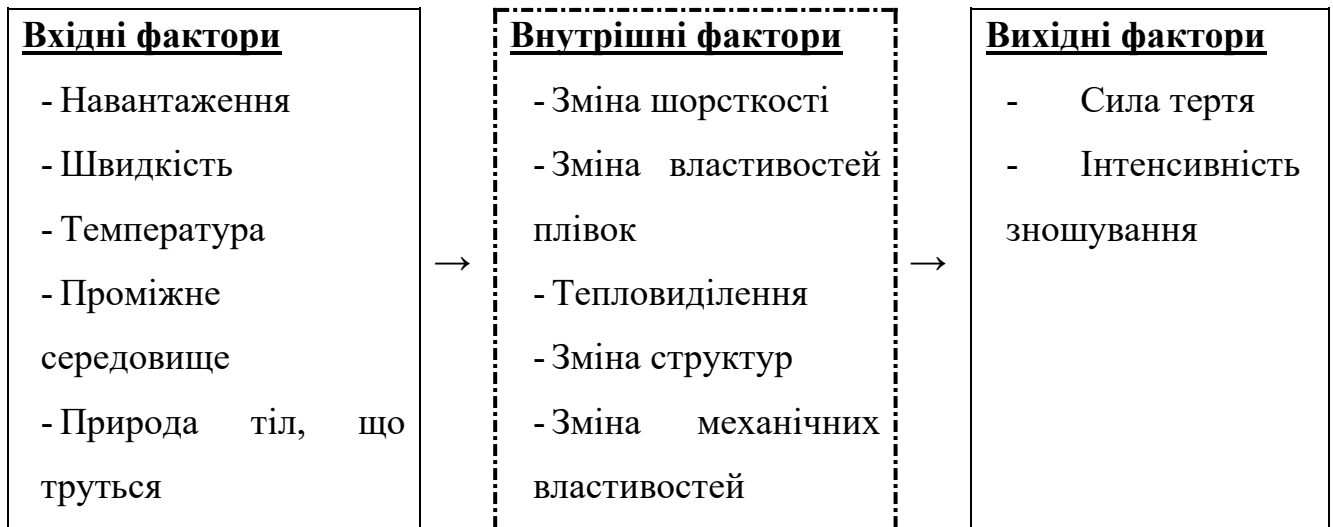 Вхідні фактори
- Навантаження
- Швидкість
- Температура
- Проміжне
середовище
- Природа тіл, що
труться
→
Внутрішні фактори
- Зміна шорсткості
- Зміна властивостей
плівок
- Тепловиділення
- Зміна структур
- Зміна механічних
властивостей
→
Вихідні фактори
- Сила тертя
- Інтенсивність
зношування